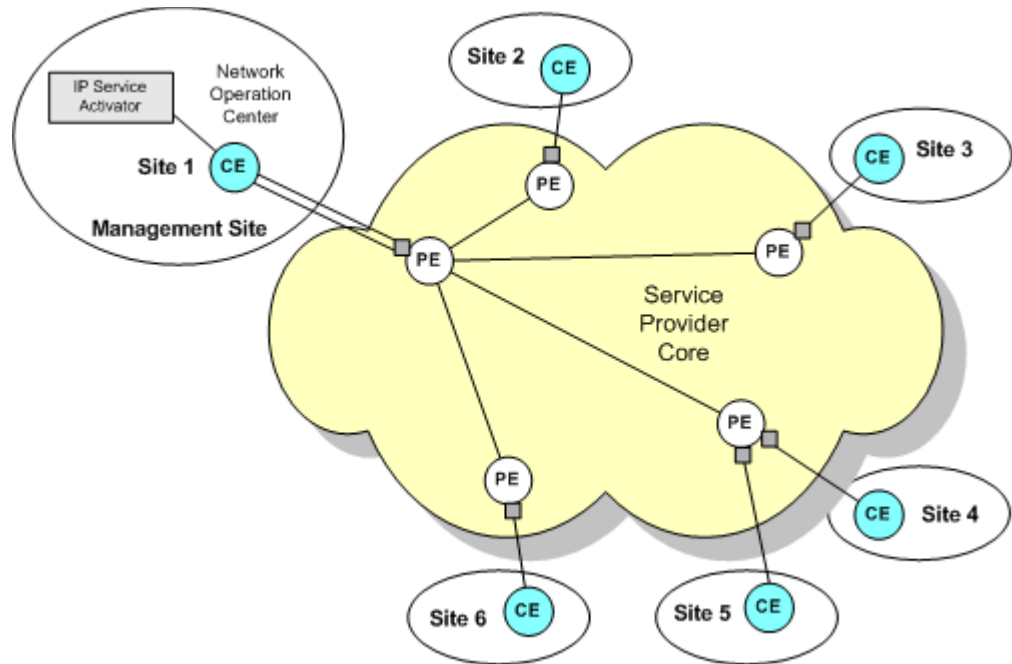 IP Service
Activator
Network
Operation
Center
Site 1
CE
Management Site
Site 2
CE
CE
Site 3
PE
PE
PE
Service
Provider
Core
PE
PE
CE
Site 4
Site 6
CE
Site 5
CE